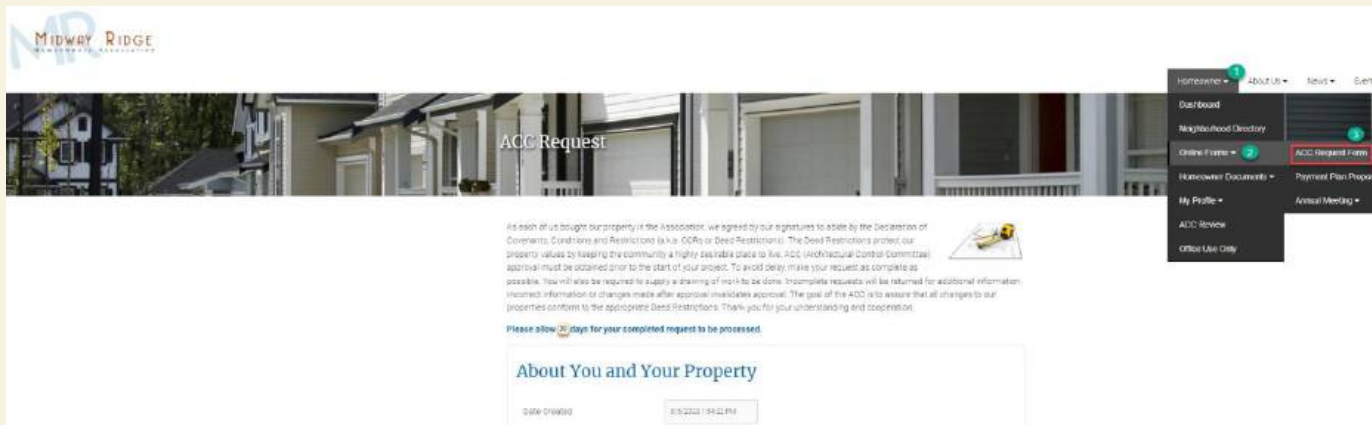 MIDWAY RIDGE
Homeowners Association
Homeowner
1
About Us
News
Dashboard
Neighborhood Directory
Online Forms
2
3
ACC Request Form
Homeowner Documents
Payment Plan
My Profile
Annual Meeting
ACC Review
Office Use Only
ACC Request
As each of us bought our property in the Association, we agreed by our signatures to abide by the Declaration of
Covenants, Conditions and Restrictions (a.k.a. CCRs or Deed Restrictions). The Deed Restrictions protect our
property values by keeping the community a highly desirable place to live. ACC (Architectural Control Committee)
approval must be obtained prior to the start of your project. To avoid delay, make your request as complete as
possible. You will also be required to supply a drawing of work to be done. Incomplete requests will be returned for additional information.
Incorrect information or changes made after approval invalidates approval. The goal of the ACC is to ensure that all changes to our
properties conform to the appropriate Deed Restrictions. Thank you for your understanding and cooperation.
Please allow 30 days for your completed request to be processed.
About You and Your Property
Date Created